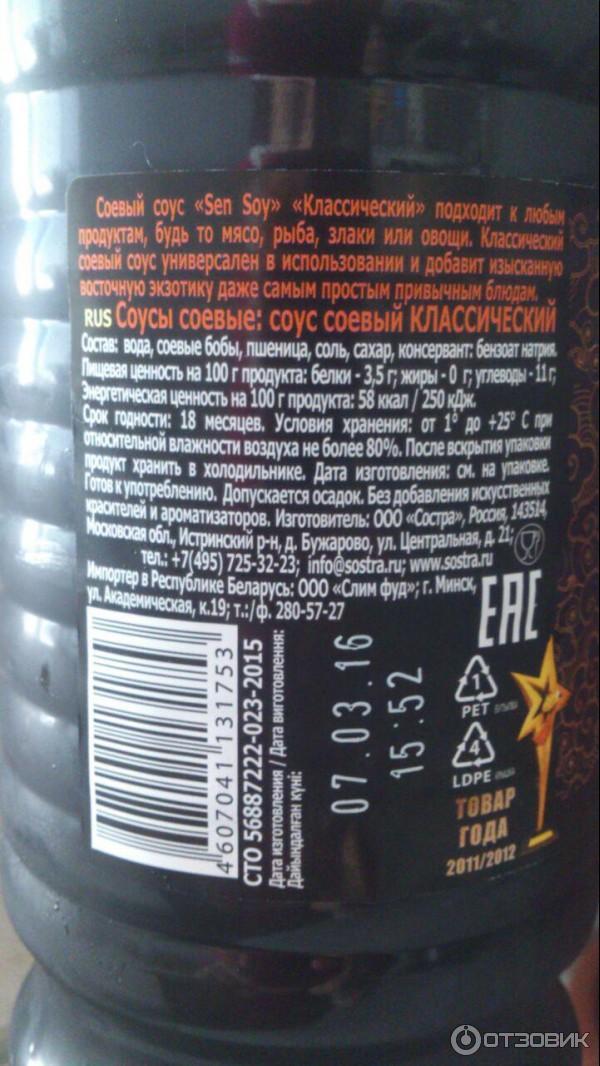 Соевый соус «Sen Soy» «Классический» подходит к любым
продуктам, будь то мясо, рыба, злаки или овощи. Классический
соевый соус универсален в использовании и добавит изысканную
восточную экзотику даже самым простым привычным блюдам.
RUS Соусы соевые: соус соевый КЛАССИЧЕСКИЙ
Состав: вода, соевые бобы, пшеница, соль, сахар, консервант: бензоат натрия.
Пищевая ценность на 100 г продукта: белки - 3,5 г; жиры - 0 г; углеводы - 11 г;
Энергетическая ценность на 100 г продукта: 58 ккал / 250 кДж.
Срок годности: 18 месяцев. Условия хранения: от 1° до +25° С при
относительной влажности воздуха не более 80%. После вскрытия упаковки
продукт хранить в холодильнике. Дата изготовления: см. на упаковке.
Готов к употреблению. Допускается осадок. Без добавления искусственных
красителей и ароматизаторов. Изготовитель: ООО «Состра», Россия, 143514,
Московская обл., Истринский р-н, д. Бужарово, ул. Центральная, д. 21;
тел.: +7(495) 725-32-23; info@sostra.ru; www.sostra.ru
Импортер в Республике Беларусь: ООО «Слим фуд»; г. Минск,
ул. Академическая, к.19; т.:/ф. 280-57-27
EAC
4 607041 131753
СТО 56887222-023-2015
Дата изготовления / Дата виготовлення:
Дайындалған күні:
07.03.16
15:52
1
PET
4
LDPE
ТОВАР
ГОДА
2011/2012
ОТЗОВИК